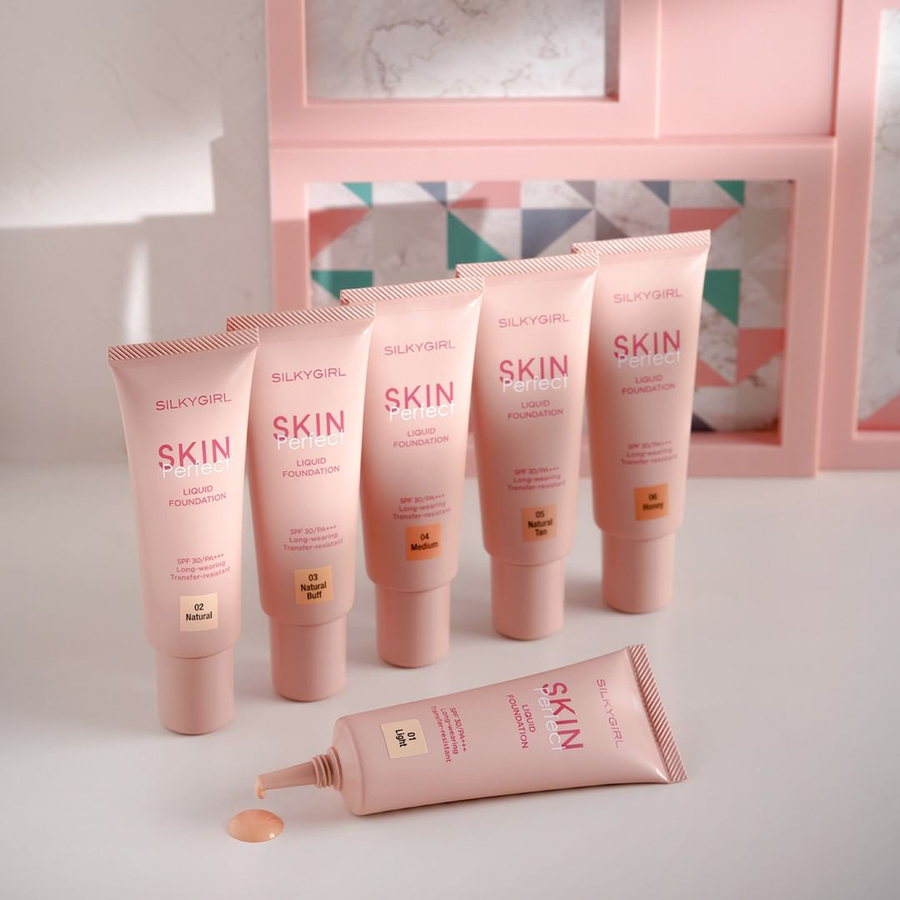 SILKYGIRL
SKIN
Perfect
LIQUID
FOUNDATION
SPF 30/PA+++
Long-wearing
Transfer-resistant
02
Natural
SILKYGIRL
SKIN
Perfect
LIQUID
FOUNDATION
SPF 30/PA+++
Long-wearing
Transfer-resistant
03
Natural
Buff
SILKYGIRL
SKIN
Perfect
LIQUID
FOUNDATION
SPF 30/PA+++
Long-wearing
Transfer-resistant
04
Medium
SILKYGIRL
SKIN
Perfect
LIQUID
FOUNDATION
SPF 30/PA+++
Long-wearing
Transfer-resistant
05
Natural
Tan
SILKYGIRL
SKIN
Perfect
LIQUID
FOUNDATION
SPF 30/PA+++
Long-wearing
Transfer-resistant
06
Honey
SILKYGIRL
SKIN
Perfect
LIQUID
FOUNDATION
SPF 30/PA+++
Long-wearing
Transfer-resistant
01
Light